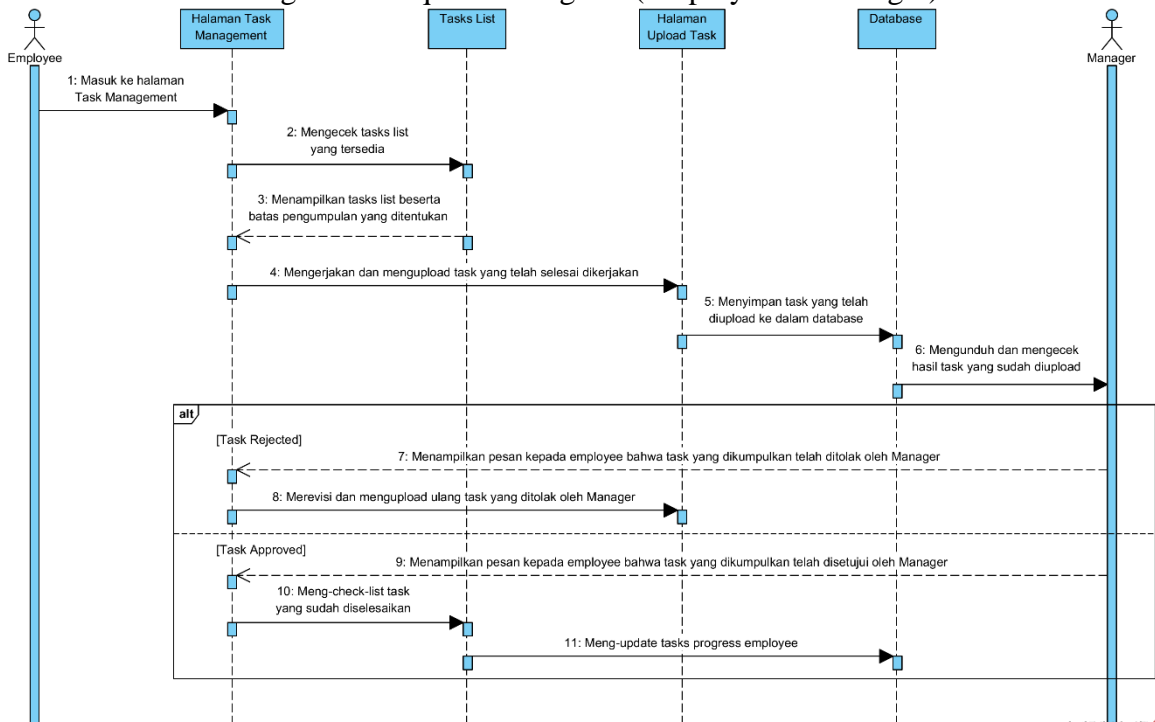 Halaman Task
Management
Tasks List
Halaman
Upload Task
Database
Employee
Manager
1: Masuk ke halaman
Task Management
2: Mengecek tasks list
yang tersedia
3: Menampilkan tasks list beserta
batas pengumpulan yang ditentukan
4: Mengerjakan dan mengupload task yang telah selesai dikerjakan
5: Menyimpan task yang telah
diupload ke dalam database
6: Mengunduh dan mengecek
hasil task yang sudah diupload
alt
[Task Rejected]
7: Menampilkan pesan kepada employee bahwa task yang dikumpulkan telah ditolak oleh Manager
8: Merevisi dan mengupload ulang task yang ditolak oleh Manager
[Task Approved]
9: Menampilkan pesan kepada employee bahwa task yang dikumpulkan telah disetujui oleh Manager
10: Meng-check-list task
yang sudah diselesaikan
11: Meng-update tasks progress employee